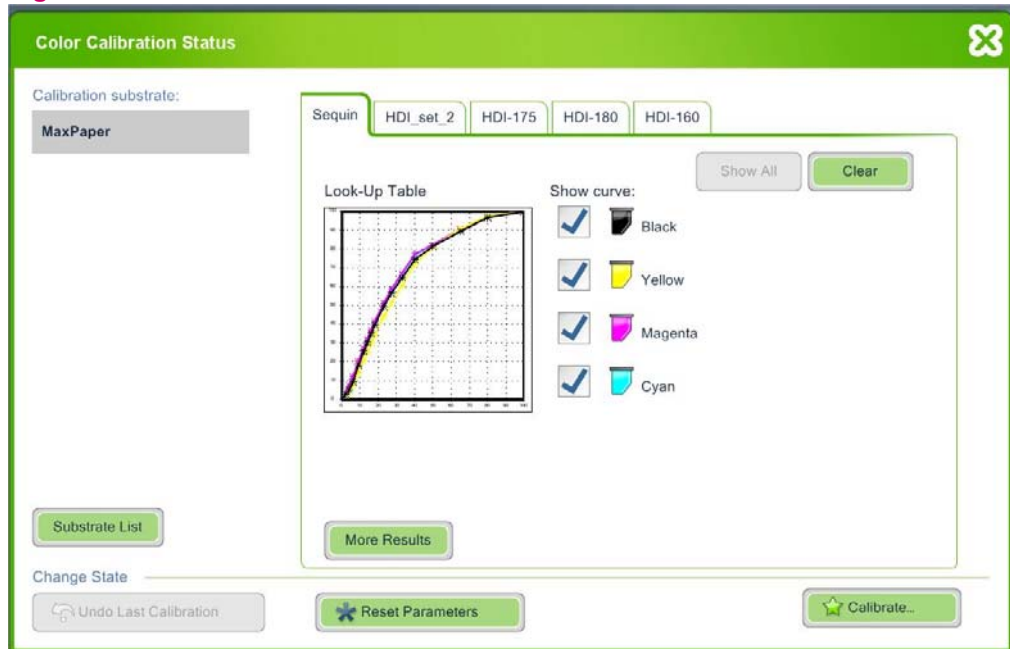 Color Calibration Status
Calibration substrate:
MaxPaper
Sequin HDI_set_2 HDI-175 HDI-180 HDI-160
Show All Clear
Look-Up Table Show curve:
Black
Yellow
Magenta
Cyan
Substrate List
More Results
Change State
Undo Last Calibration Reset Parameters Calibrate...